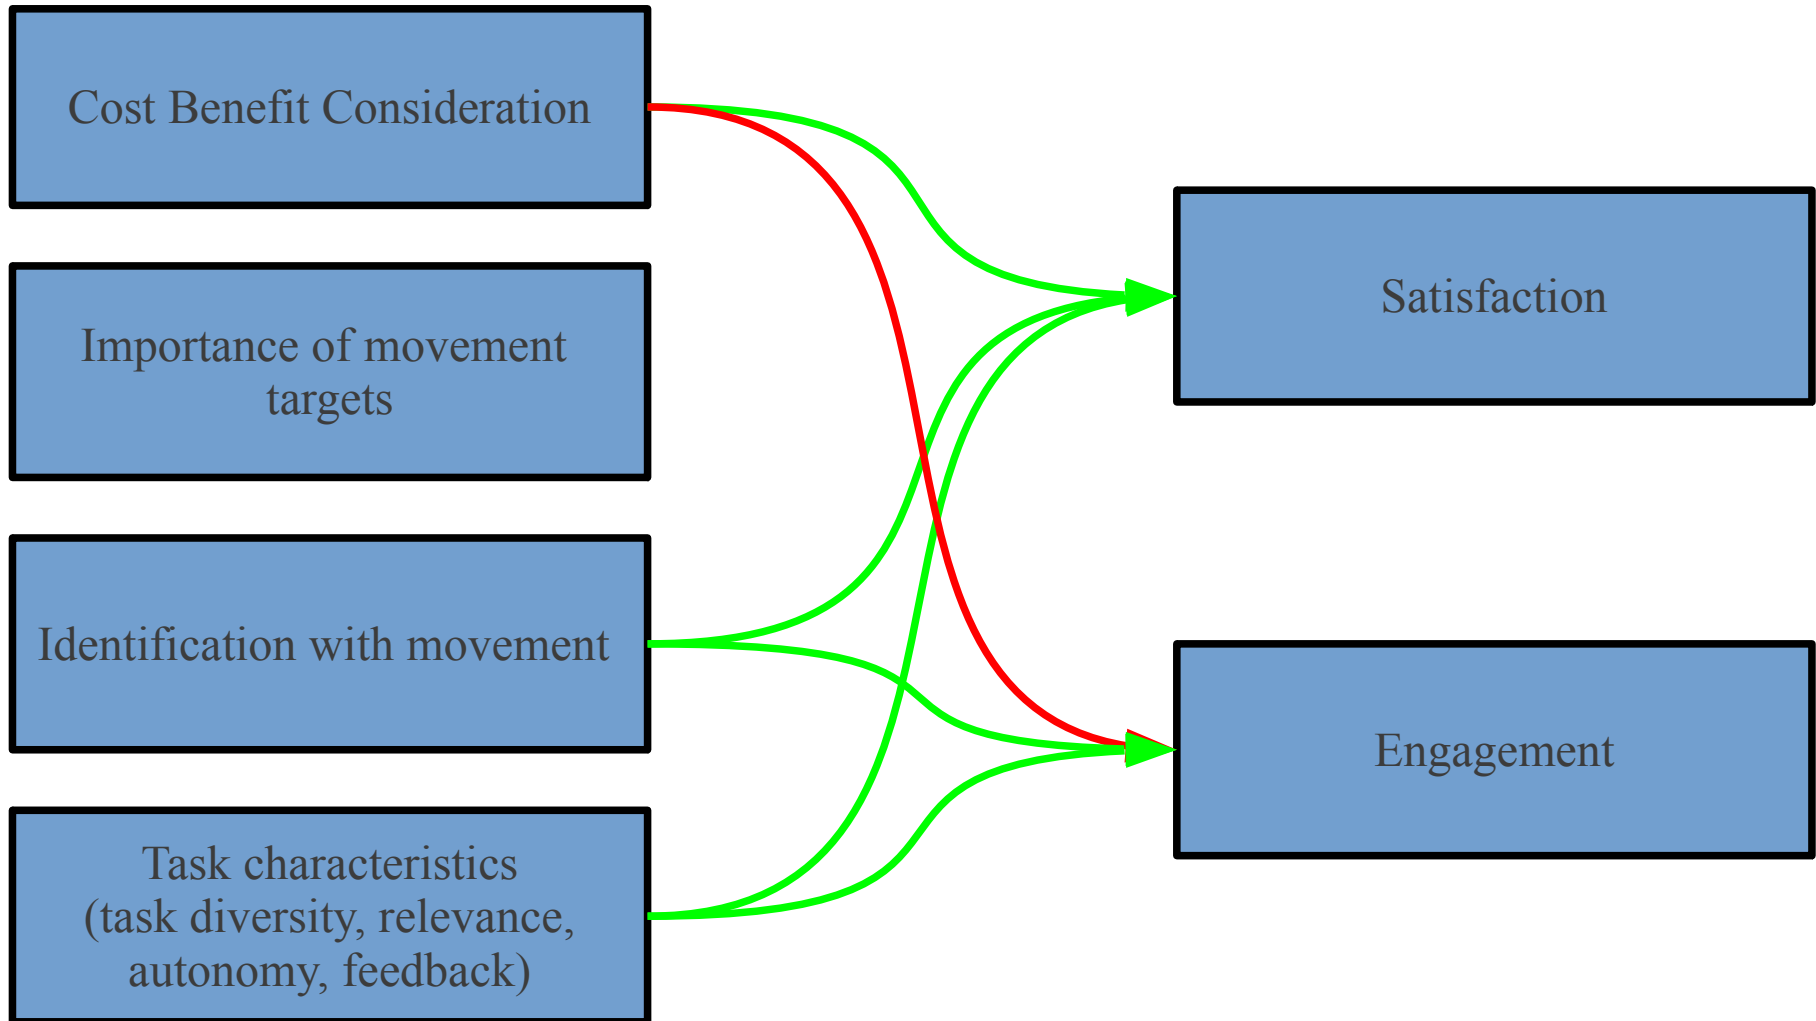 Cost Benefit Consideration
Importance of movement
targets
Identification with movement
Task characteristics
(task diversity, relevance,
autonomy, feedback)
Satisfaction
Engagement